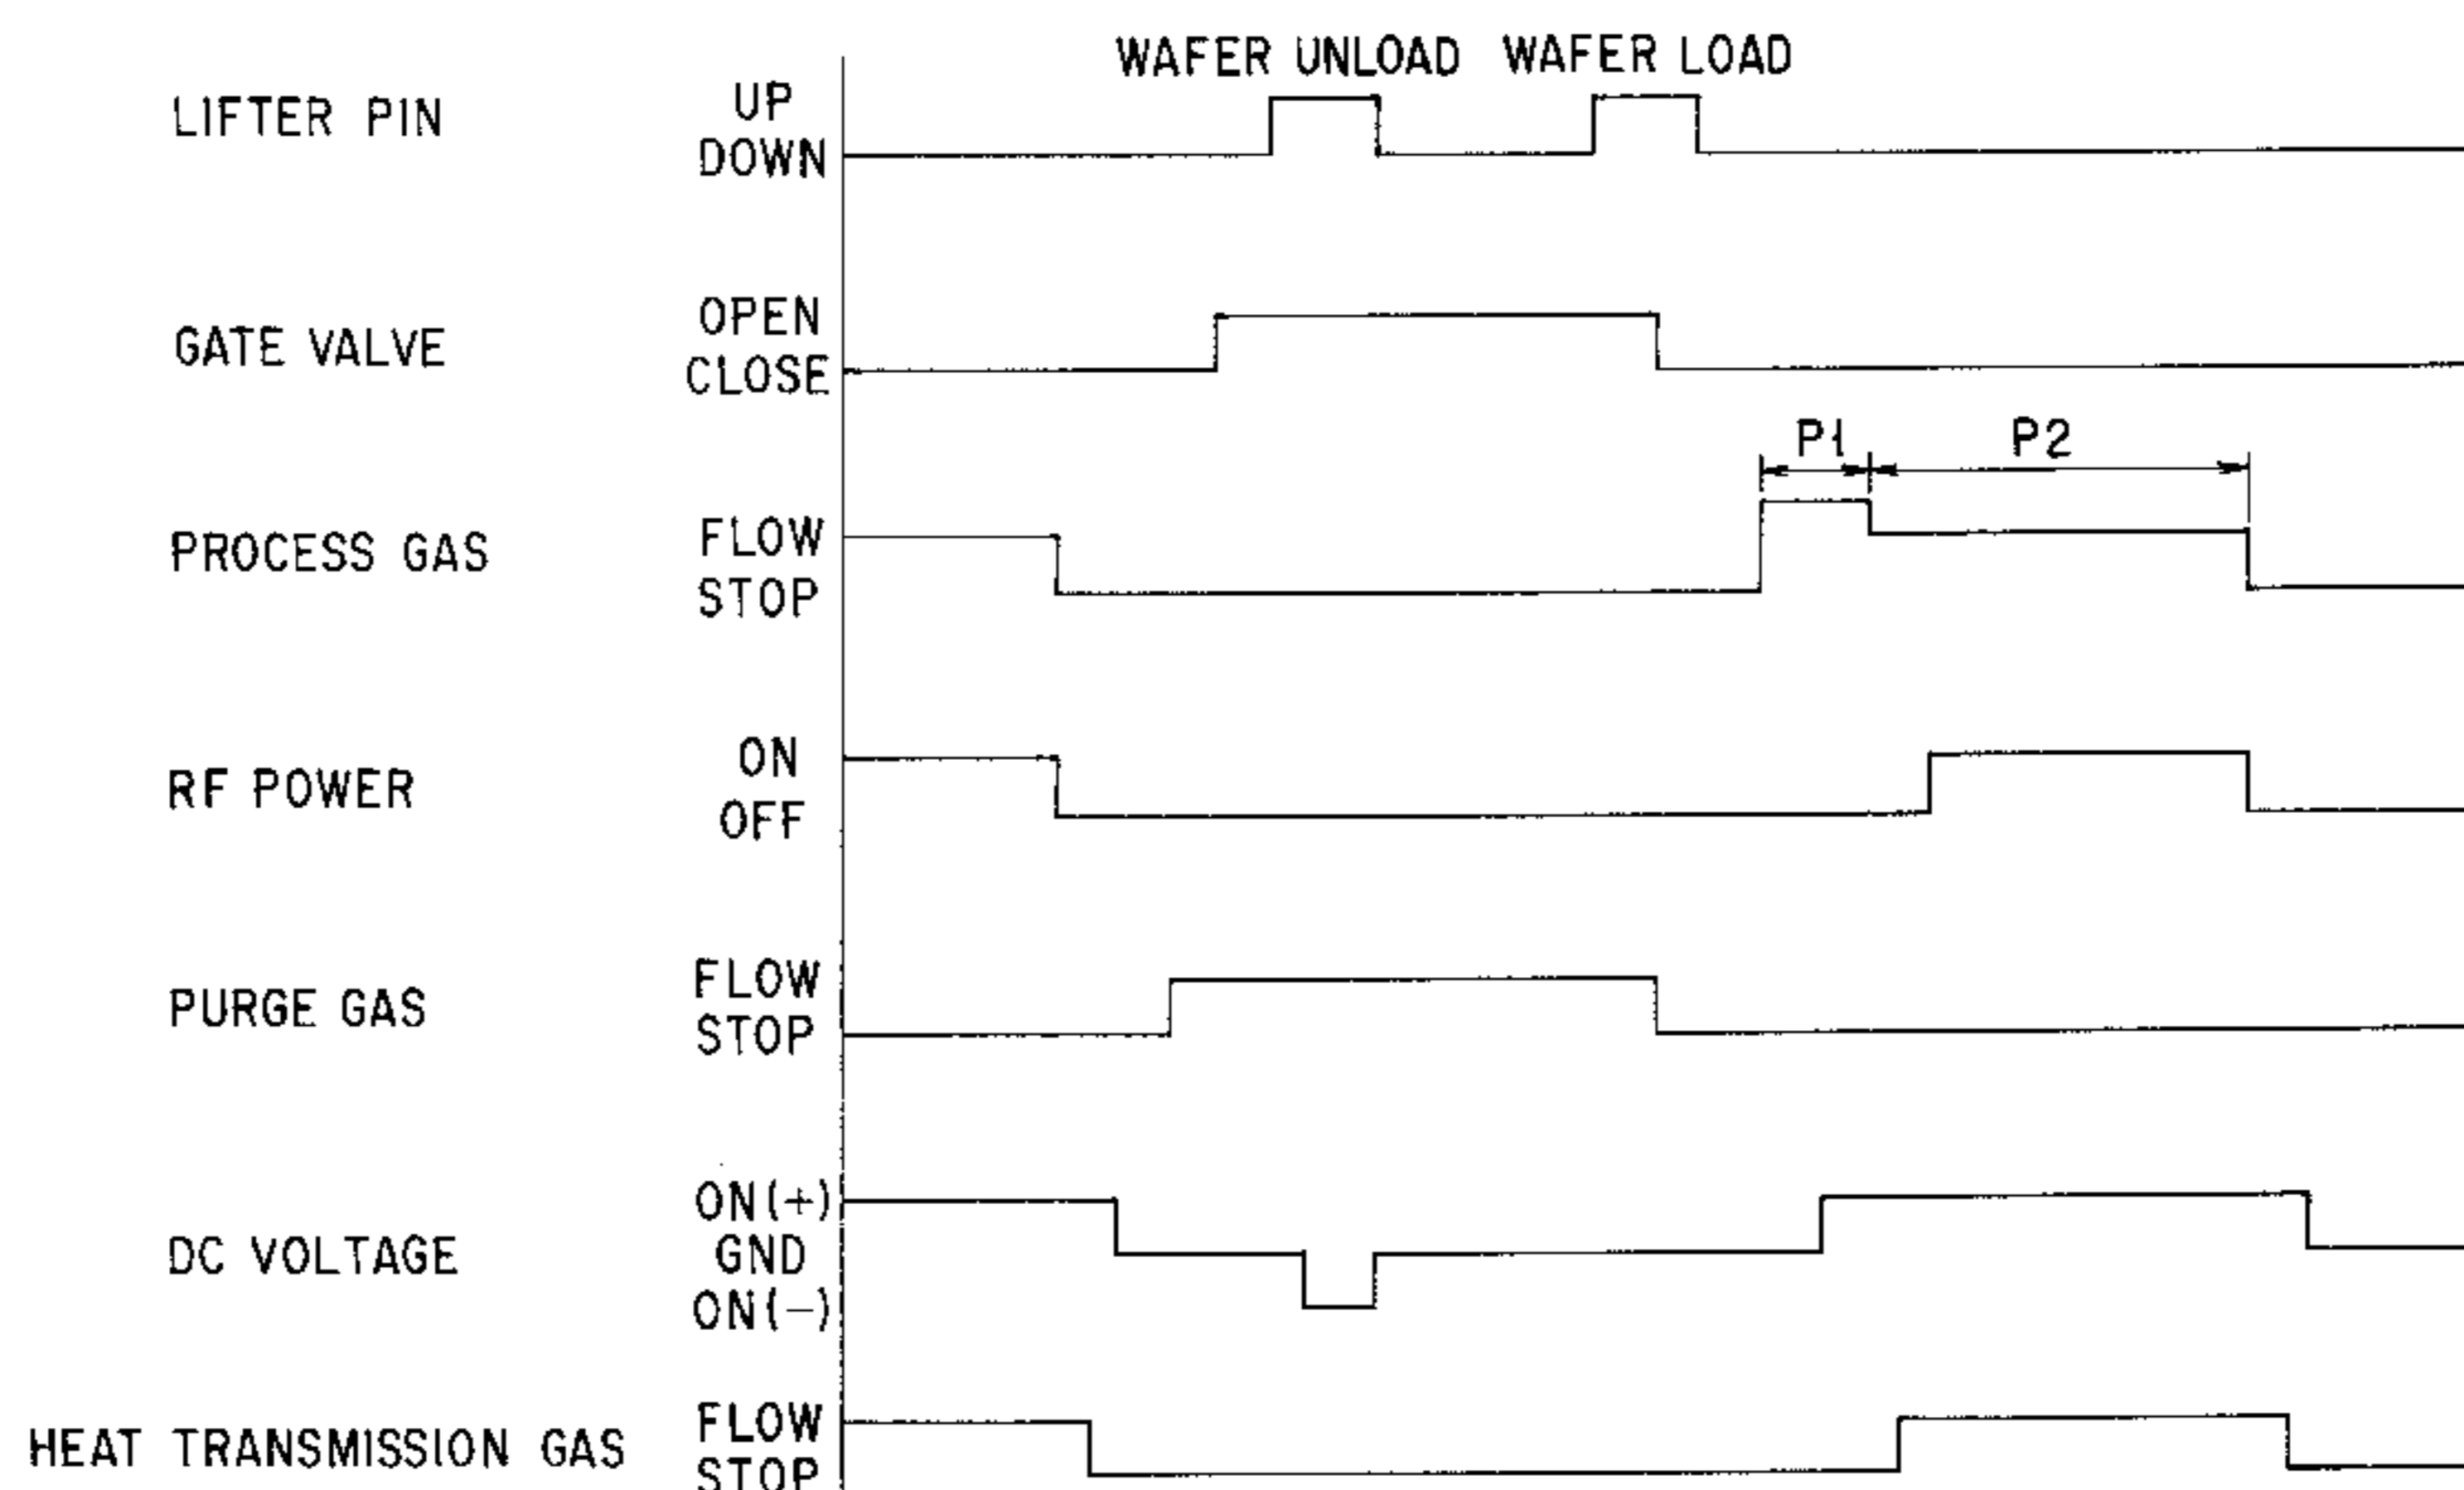 WAFER UNLOAD WAFER LOAD
LIFTER PIN
UP
DOWN
GATE VALVE
OPEN
CLOSE
P1
P2
PROCESS GAS
FLOW
STOP
RF POWER
ON
OFF
PURGE GAS
FLOW
STOP
DC VOLTAGE
ON(+)
GND
ON(−)
HEAT TRANSMISSION GAS
FLOW
STOP